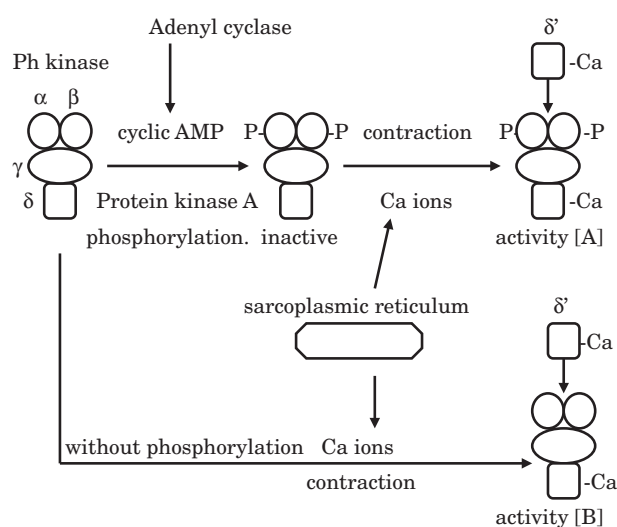 Adenyl cyclase
δ'
Ph kinase
-Ca
α β
cyclic AMP P- -P contraction P- -P
γ
δ Protein kinase A Ca ions -Ca
phosphorylation. inactive activity [A]
sarcoplasmic reticulum
δ'
-Ca
without phosphorylation Ca ions
contraction
-Ca
activity [B]